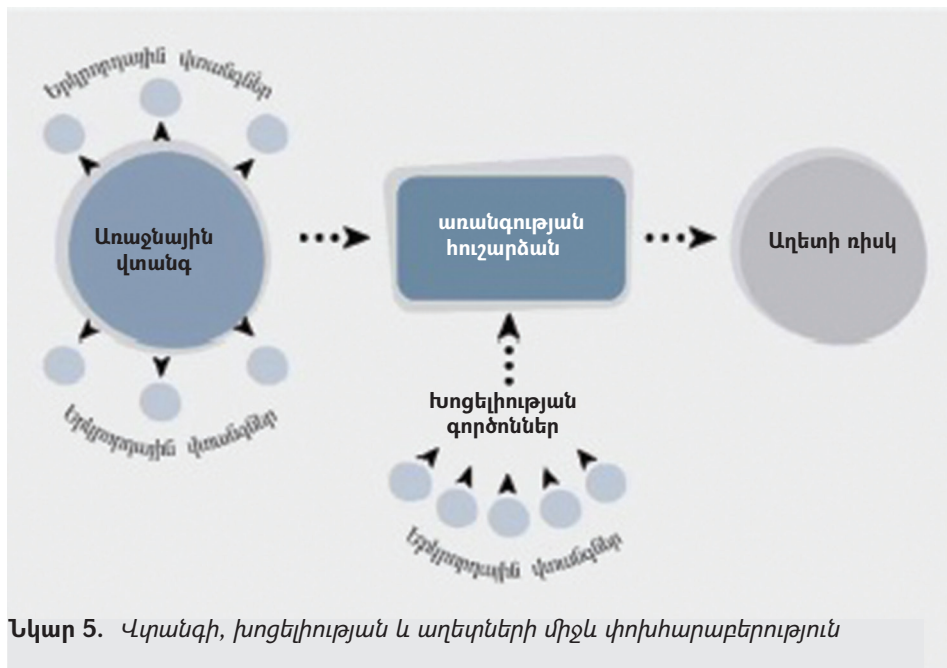 Երկրորդային վտանգներ
Առաջնային
վտանգ
առանգության
հուշարձան
Աղետի ռիսկ
Երկրորդային վտանգներ
Խոցելիության
գործոններ
Երկրորդային վտանգներ
Նկար 5. Վտանգի, խոցելիության և աղետների միջև փոխհարաբերություն